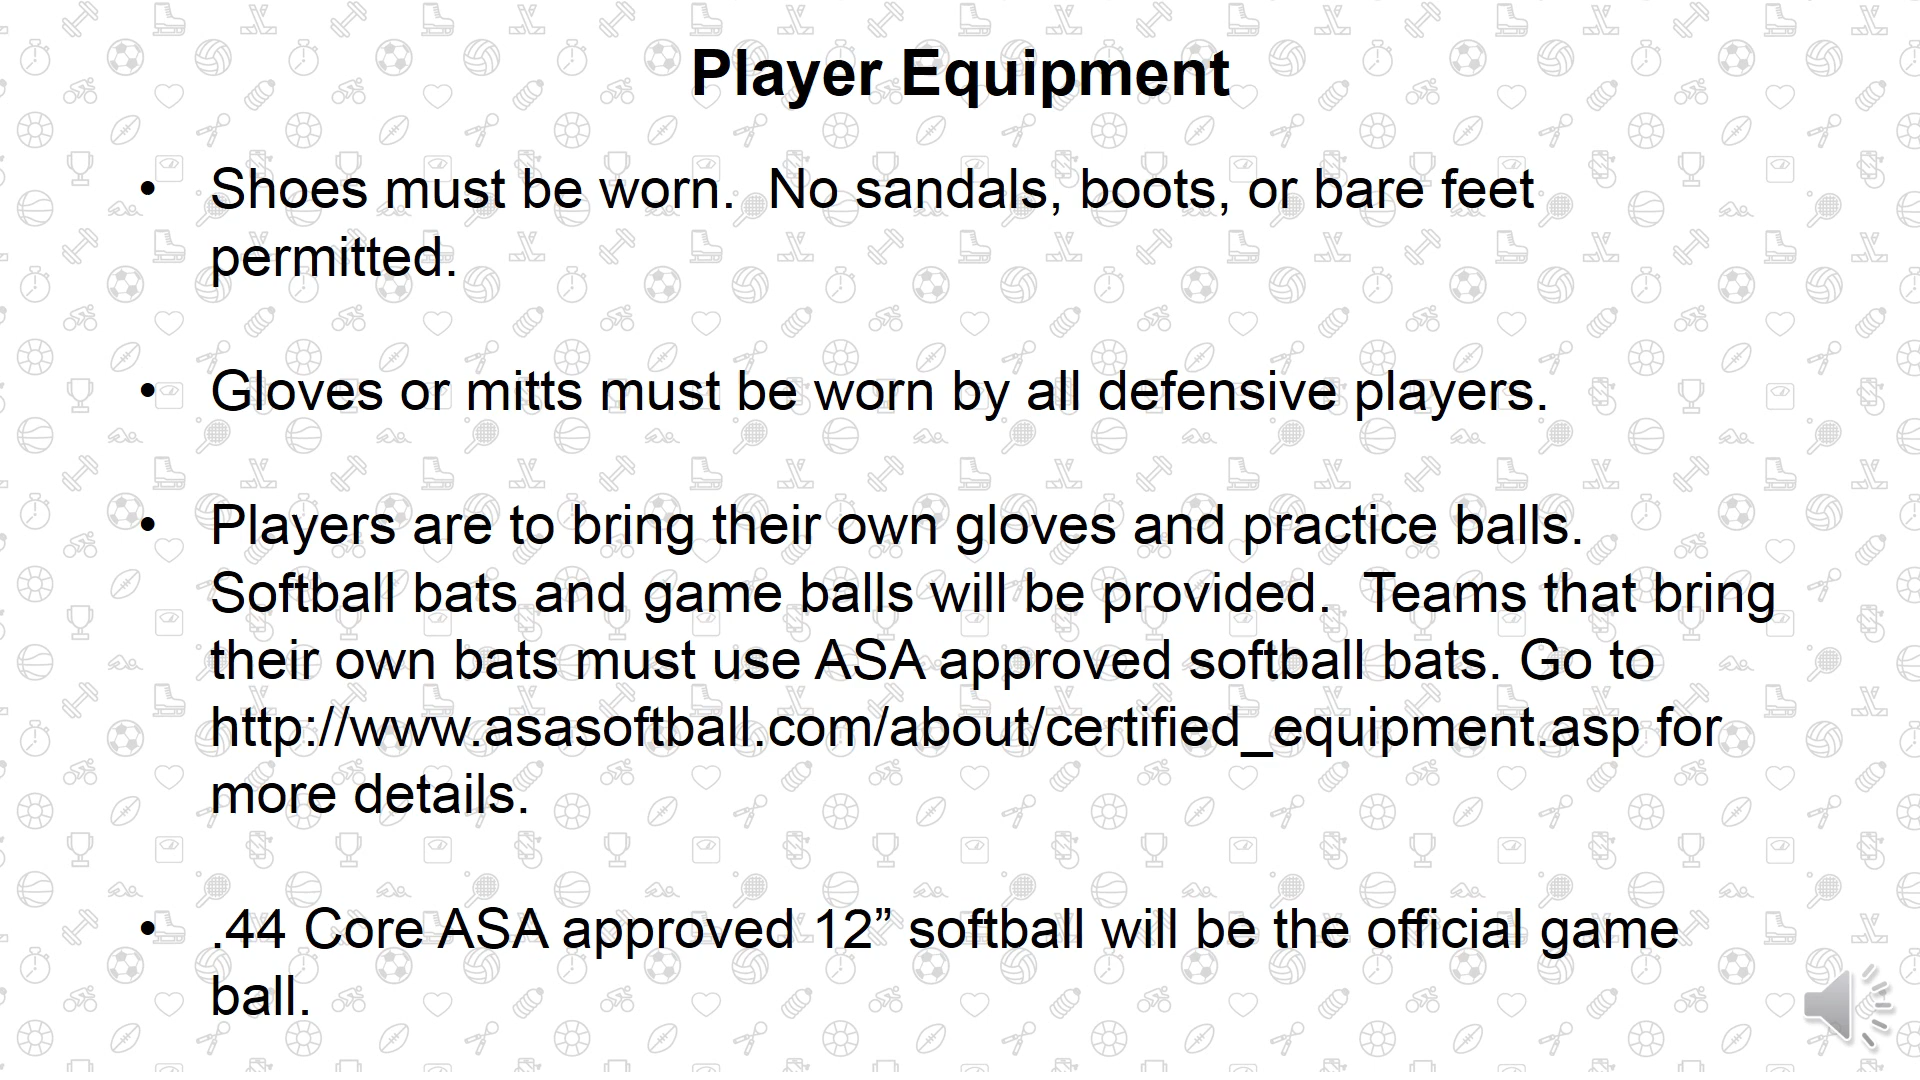 Player Equipment
• Shoes must be worn.  No sandals, boots, or bare feet
permitted.
• Gloves or mitts must be worn by all defensive players.
• Players are to bring their own gloves and practice balls.
Softball bats and game balls will be provided.  Teams that bring
their own bats must use ASA approved softball bats. Go to
http://www.asasoftball.com/about/certified_equipment.asp for
more details.
• .44 Core ASA approved 12” softball will be the official game
ball.